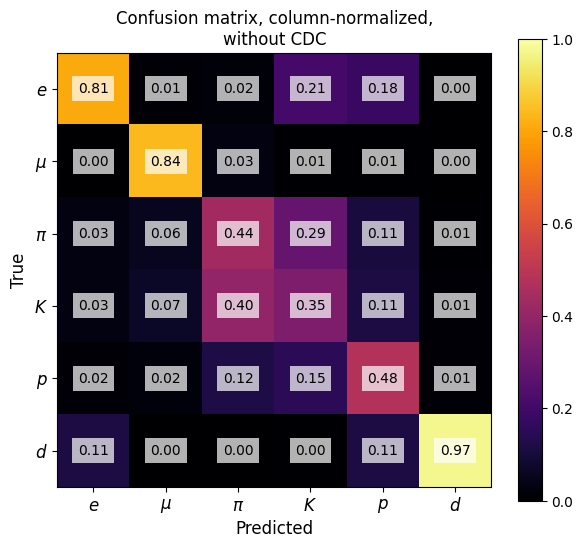 Confusion matrix, column-normalized,
without CDC
True
e 0.81 0.01 0.02 0.21 0.18 0.00
μ 0.00 0.84 0.03 0.01 0.01 0.00
π 0.03 0.06 0.44 0.29 0.11 0.01
K 0.03 0.07 0.40 0.35 0.11 0.01
p 0.02 0.02 0.12 0.15 0.48 0.01
d 0.11 0.00 0.00 0.00 0.11 0.97
e μ π K p d
Predicted
1.0
0.8
0.6
0.4
0.2
0.0